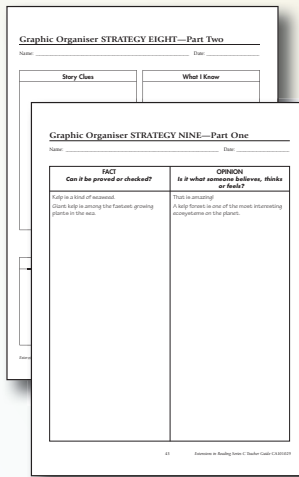 Graphic Organiser STRATEGY EIGHT—Part Two
Name: Date:
Story Clues
What I Know
Graphic Organiser STRATEGY NINE—Part One
Name: Date:
FACT
Can it be proved or checked?
OPINION
Is it what someone believes, thinks
or feels?
Kelp is a kind of seaweed.
Giant kelp is among the fastest growing
plants in the sea.
That is amazing!
A kelp forest is one of the most interesting
ecosystems on the planet.
43 Extensions in Reading Series C Teacher Guide